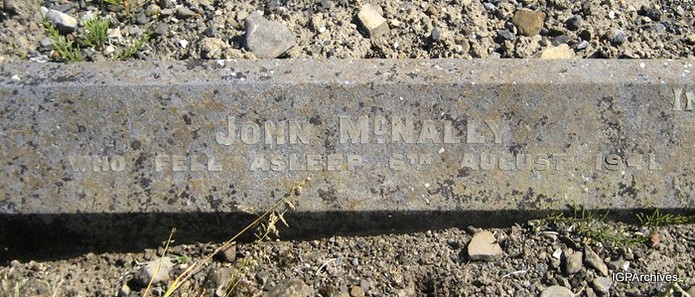 JOHN McNALLY
WHO FELL ASLEEP 6TH AUGUST 1941
IGPArchives